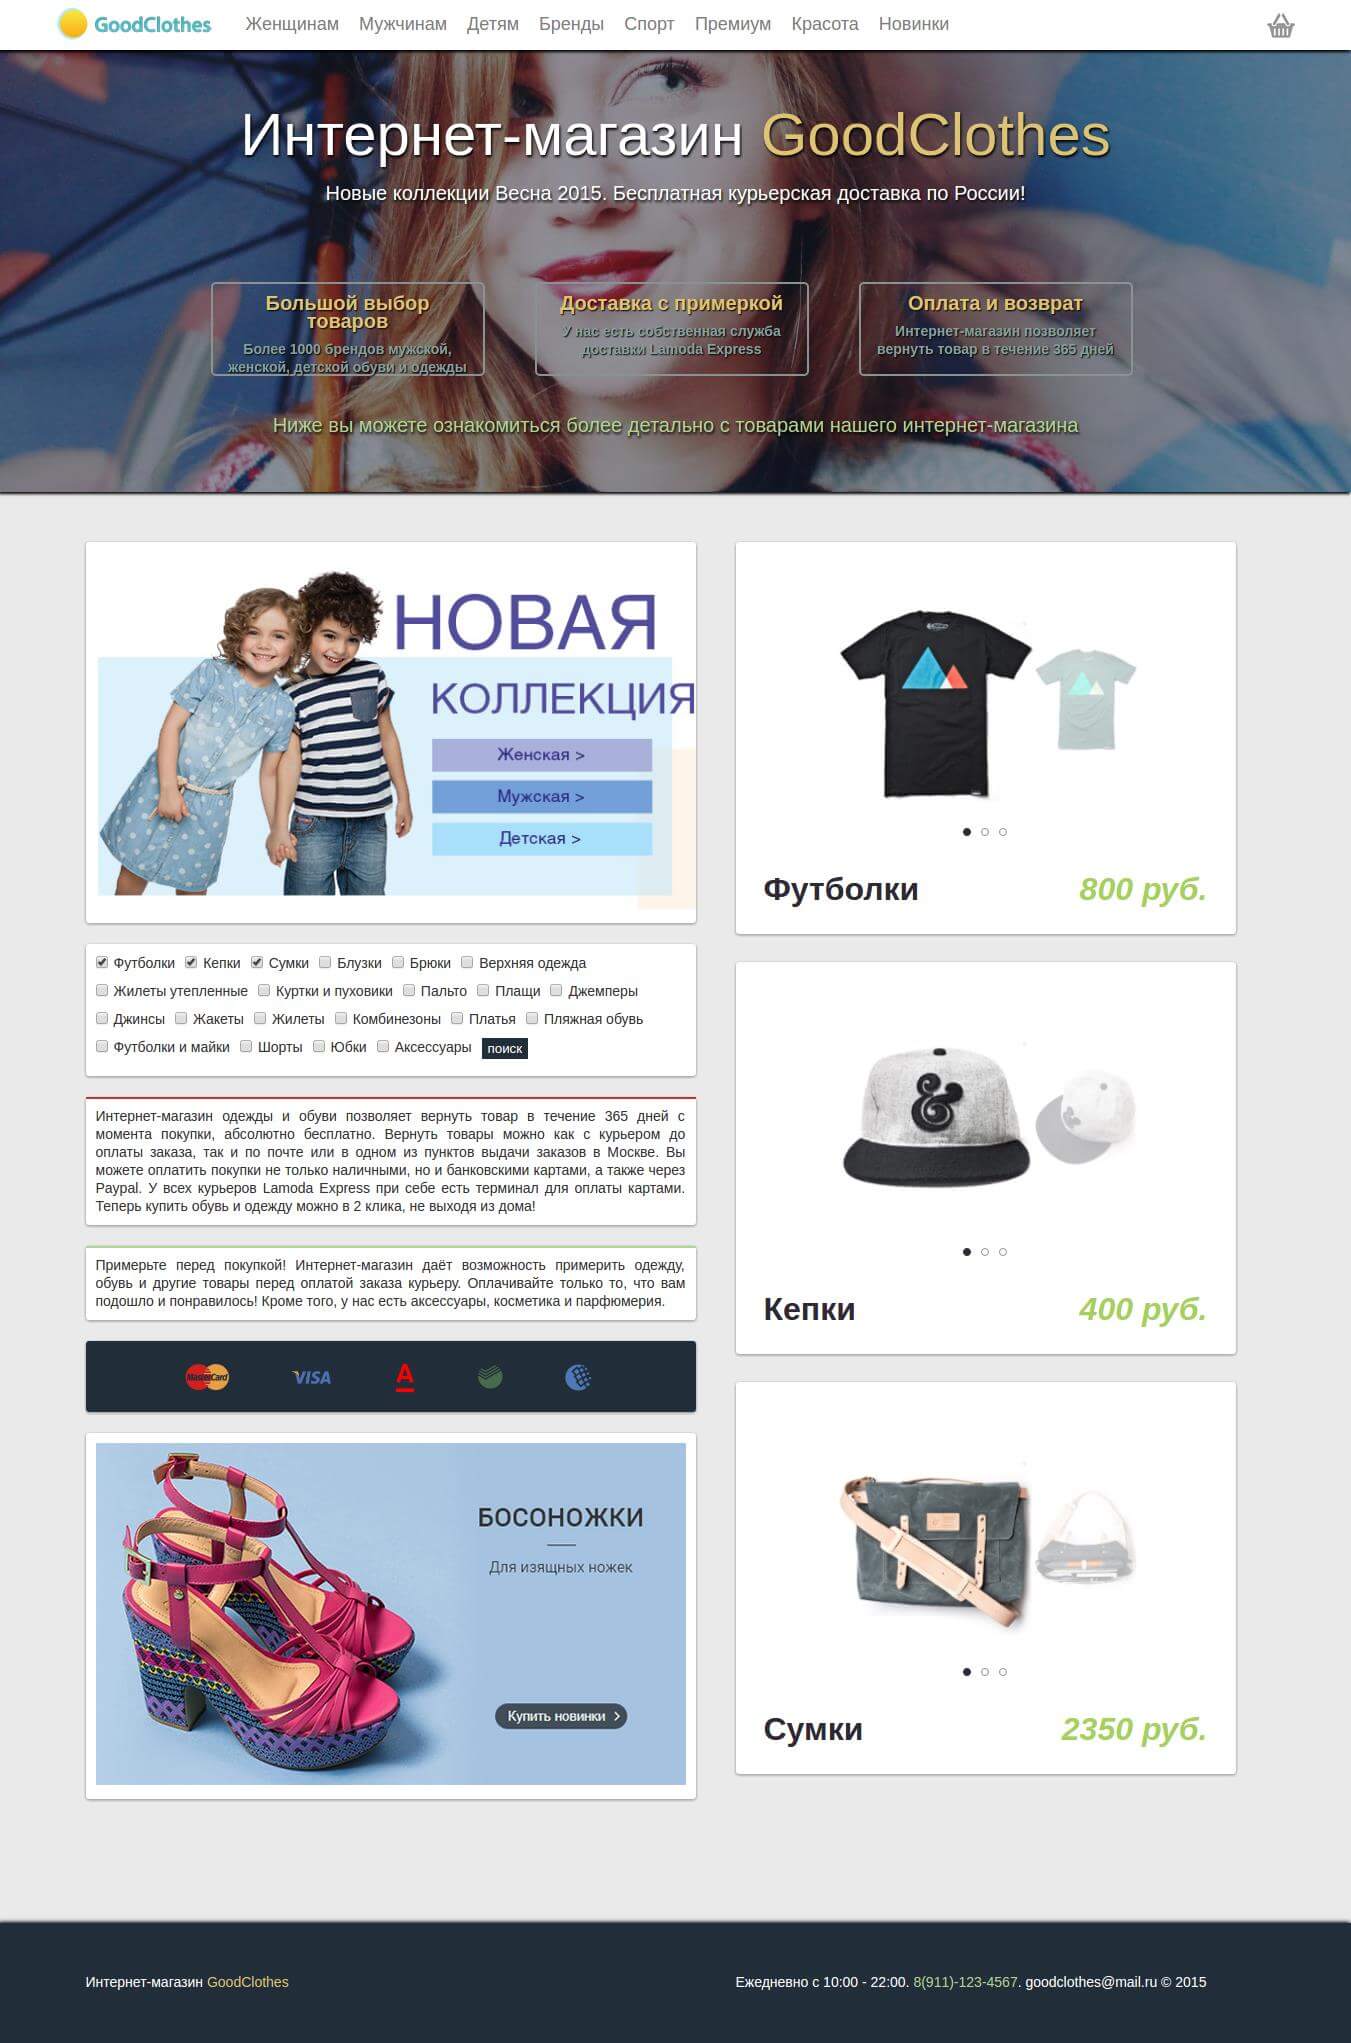 GoodClothes Женщинам Мужчинам Детям Бренды Спорт Премиум Красота Новинки
Интернет-магазин GoodClothes
Новые коллекции Весна 2015. Бесплатная курьерская доставка по России!
Большой выбор
товаров
Более 1000 брендов мужской,
женской, детской обуви и одежды
Доставка с примеркой
У нас есть собственная служба
доставки Lamoda Express
Оплата и возврат
Интернет-магазин позволяет
вернуть товар в течение 365 дней
Ниже вы можете ознакомиться более детально с товарами нашего интернет-магазина
НОВАЯ
КОЛЛЕКЦИЯ
Женская >
Мужская >
Детская >
Футболки Кепки Сумки Блузки Брюки Верхняя одежда
Жилеты утепленные Куртки и пуховики Пальто Плащи Джемперы
Джинсы Жакеты Жилеты Комбинезоны Платья Пляжная обувь
Футболки и майки Шорты Юбки Аксессуары поиск
Интернет-магазин одежды и обуви позволяет вернуть товар в течение 365 дней с
момента покупки, абсолютно бесплатно. Вернуть товары можно как с курьером до
оплаты заказа, так и по почте или в одном из пунктов выдачи заказов в Москве. Вы
можете оплатить покупки не только наличными, но и банковскими картами, а также через
Paypal. У всех курьеров Lamoda Express при себе есть терминал для оплаты картами.
Теперь купить обувь и одежду можно в 2 клика, не выходя из дома!
Примерьте перед покупкой! Интернет-магазин даёт возможность примерить одежду,
обувь и другие товары перед оплатой заказа курьеру. Оплачивайте только то, что вам
подошло и понравилось! Кроме того, у нас есть аксессуары, косметика и парфюмерия.
MasterCard VISA А
БОСОНОЖКИ
Для изящных ножек
Купить новинки >
Футболки 800 руб.
&
Кепки 400 руб.
Сумки 2350 руб.
Интернет-магазин GoodClothes
Ежедневно с 10:00 - 22:00. 8(911)-123-4567. goodclothes@mail.ru © 2015